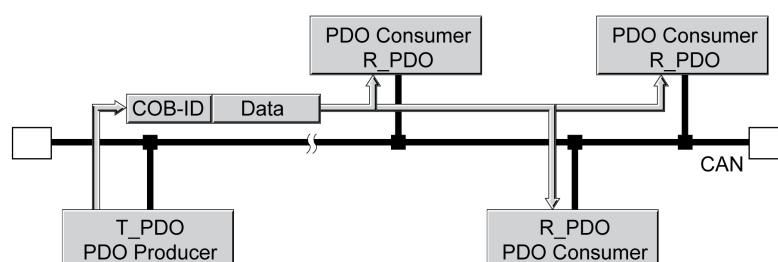 PDO Consumer
R_PDO
PDO Consumer
R_PDO
COB-ID
Data
CAN
T_PDO
PDO Producer
R_PDO
PDO Consumer